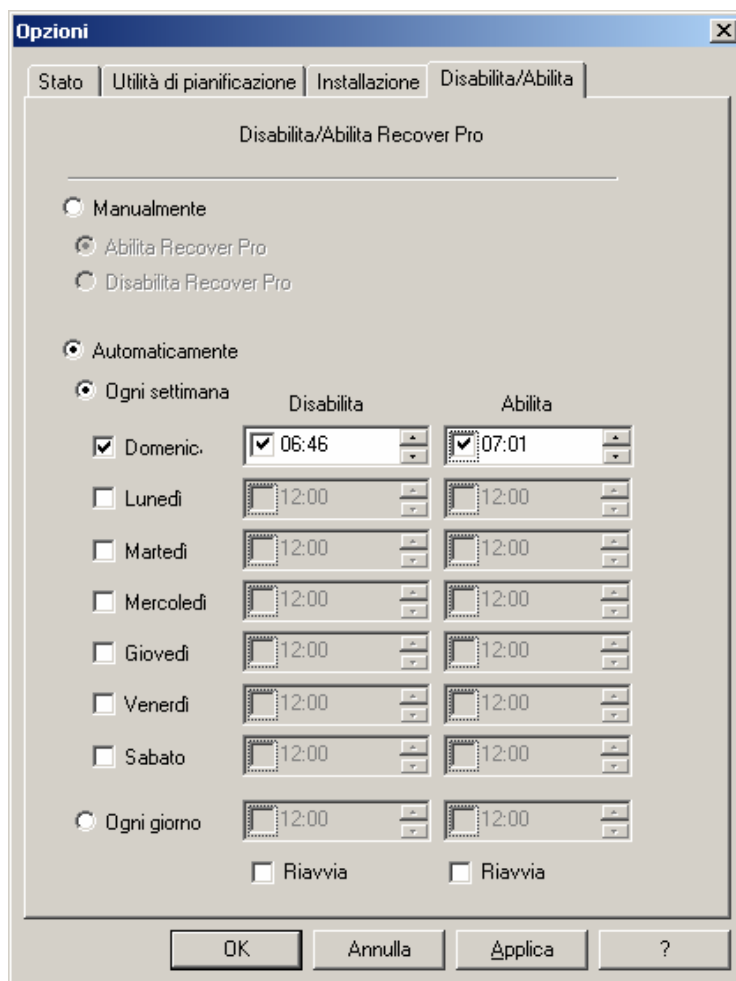 Opzioni
Stato Utilità di pianificazione Installazione Disabilita/Abilita
Disabilita/Abilita Recover Pro
Manualmente
Abilita Recover Pro
Disabilita Recover Pro
Automaticamente
Ogni settimana
Disabilita Abilita
Domenic. 06:46 07:01
Lunedì 12:00 12:00
Martedì 12:00 12:00
Mercoledì 12:00 12:00
Giovedì 12:00 12:00
Venerdì 12:00 12:00
Sabato 12:00 12:00
Ogni giorno 12:00 12:00
Riavvia Riavvia
OK Annulla Applica ?